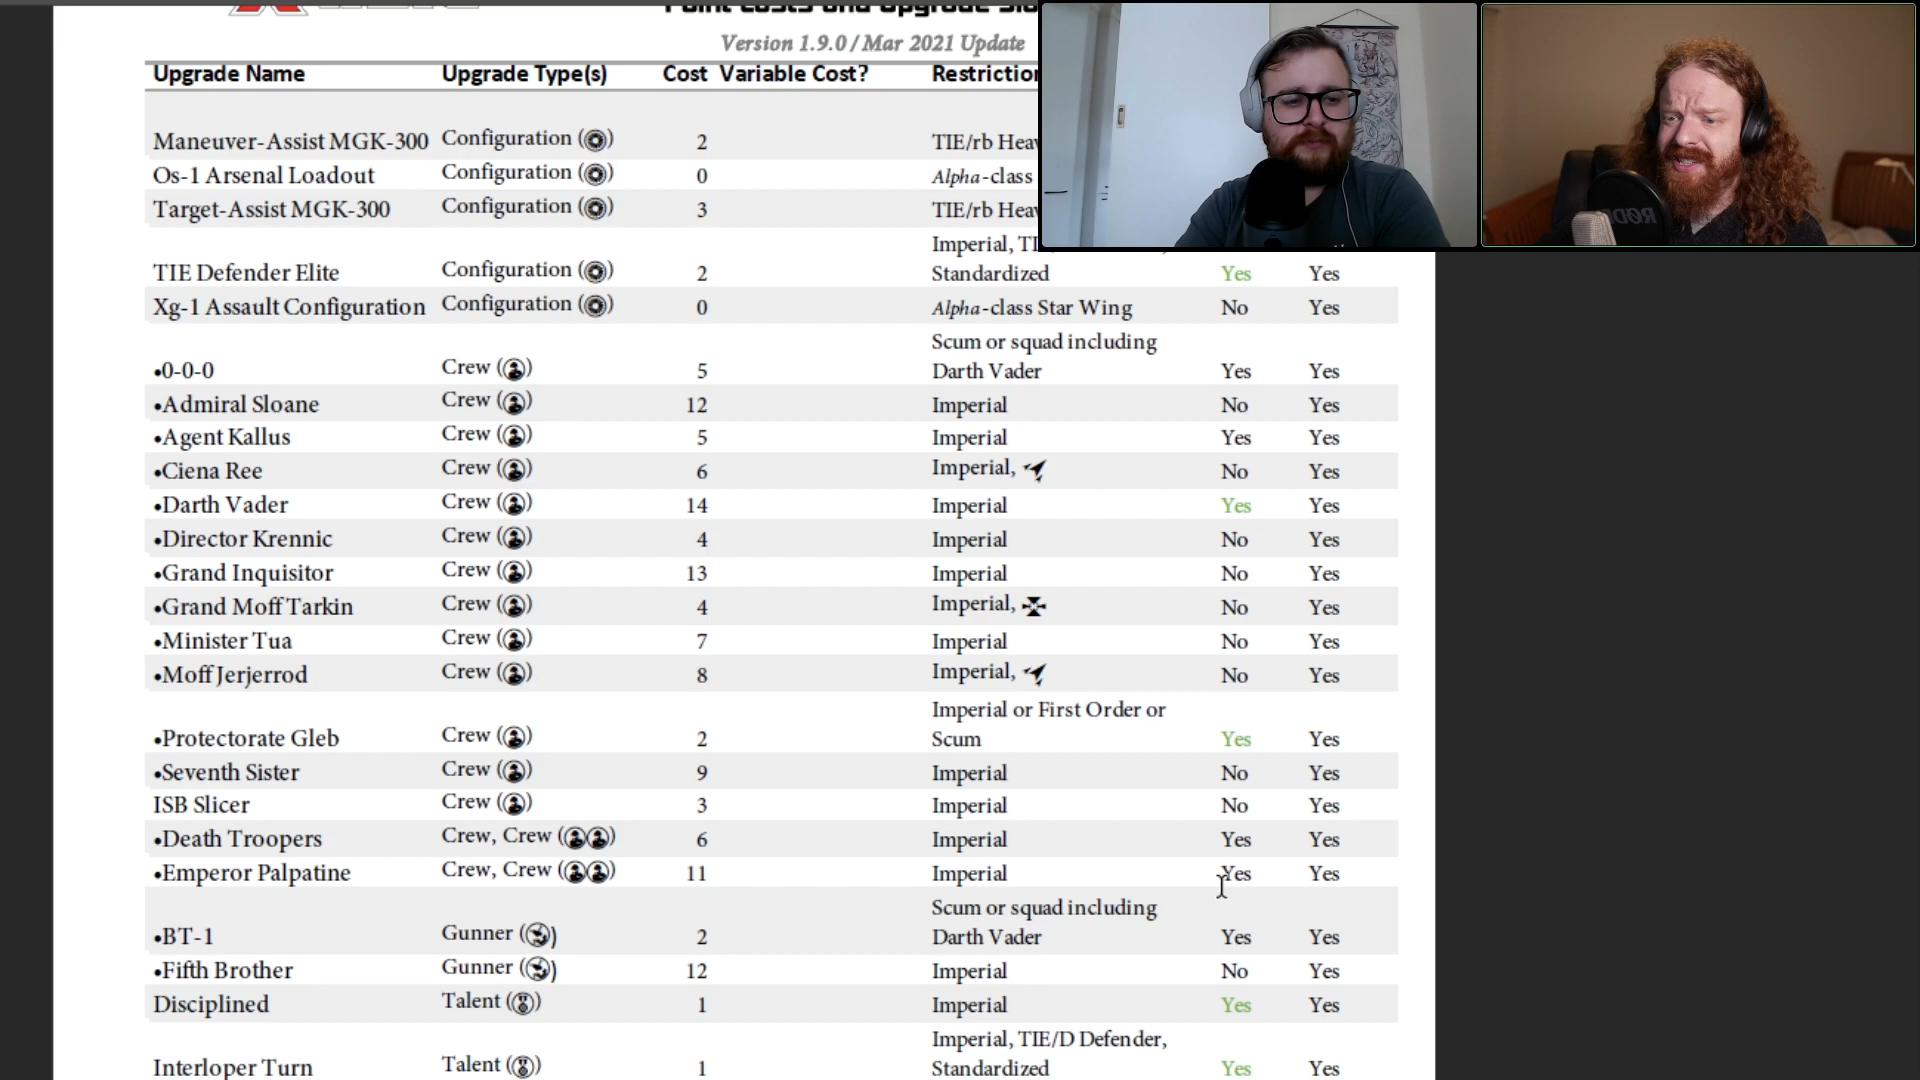 Point Costs and Upgrade Slo
Version 1.9.0 / Mar 2021 Update
Upgrade Name Upgrade Type(s) Cost Variable Cost? Restriction
Maneuver-Assist MGK-300 Configuration () 2 TIE/rb Heav
Os-1 Arsenal Loadout Configuration () 0 Alpha-class
Target-Assist MGK-300 Configuration () 3 TIE/rb Heav
Imperial, TI
TIE Defender Elite Configuration () 2 Standardized Yes Yes
Xg-1 Assault Configuration Configuration () 0 Alpha-class Star Wing No Yes
Scum or squad including
•0-0-0 Crew () 5 Darth Vader Yes Yes
•Admiral Sloane Crew () 12 Imperial No Yes
•Agent Kallus Crew () 5 Imperial Yes Yes
•Ciena Ree Crew () 6 Imperial, No Yes
•Darth Vader Crew () 14 Imperial Yes Yes
•Director Krennic Crew () 4 Imperial No Yes
•Grand Inquisitor Crew () 13 Imperial No Yes
•Grand Moff Tarkin Crew () 4 Imperial, No Yes
•Minister Tua Crew () 7 Imperial No Yes
•Moff Jerjerrod Crew () 8 Imperial, No Yes
Imperial or First Order or
•Protectorate Gleb Crew () 2 Scum Yes Yes
•Seventh Sister Crew () 9 Imperial No Yes
ISB Slicer Crew () 3 Imperial No Yes
•Death Troopers Crew, Crew () 6 Imperial Yes Yes
•Emperor Palpatine Crew, Crew () 11 Imperial Yes Yes
Scum or squad including
•BT-1 Gunner () 2 Darth Vader Yes Yes
•Fifth Brother Gunner () 12 Imperial No Yes
Disciplined Talent () 1 Imperial Yes Yes
Imperial, TIE/D Defender,
Interloper Turn Talent () 1 Standardized Yes Yes
RØDE